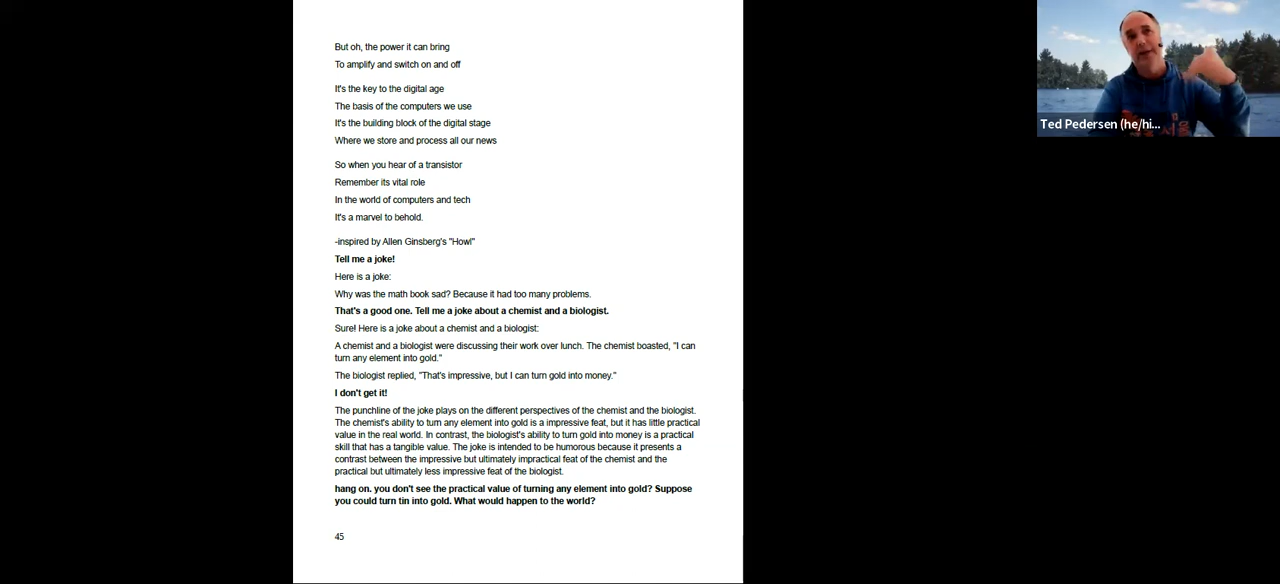 But oh, the power it can bring
To amplify and switch on and off
It's the key to the digital age
The basis of the computers we use
It's the building block of the digital stage
Where we store and process all our news
So when you hear of a transistor
Remember its vital role
In the world of computers and tech
It's a marvel to behold.
-inspired by Allen Ginsberg's "Howl"
Tell me a joke!
Here is a joke:
Why was the math book sad? Because it had too many problems.
That's a good one. Tell me a joke about a chemist and a biologist.
Sure! Here is a joke about a chemist and a biologist:
A chemist and a biologist were discussing their work over lunch. The chemist boasted, "I can
turn any element into gold."
The biologist replied, "That's impressive, but I can turn gold into money."
I don't get it!
The punchline of the joke plays on the different perspectives of the chemist and the biologist.
The chemist's ability to turn any element into gold is a impressive feat, but it has little practical
value in the real world. In contrast, the biologist's ability to turn gold into money is a practical
skill that has a tangible value. The joke is intended to be humorous because it presents a
contrast between the impressive but ultimately impractical feat of the chemist and the
practical but ultimately less impressive feat of the biologist.
hang on. you don't see the practical value of turning any element into gold? Suppose
you could turn tin into gold. What would happen to the world?
45
Ted Pedersen (he/hi...